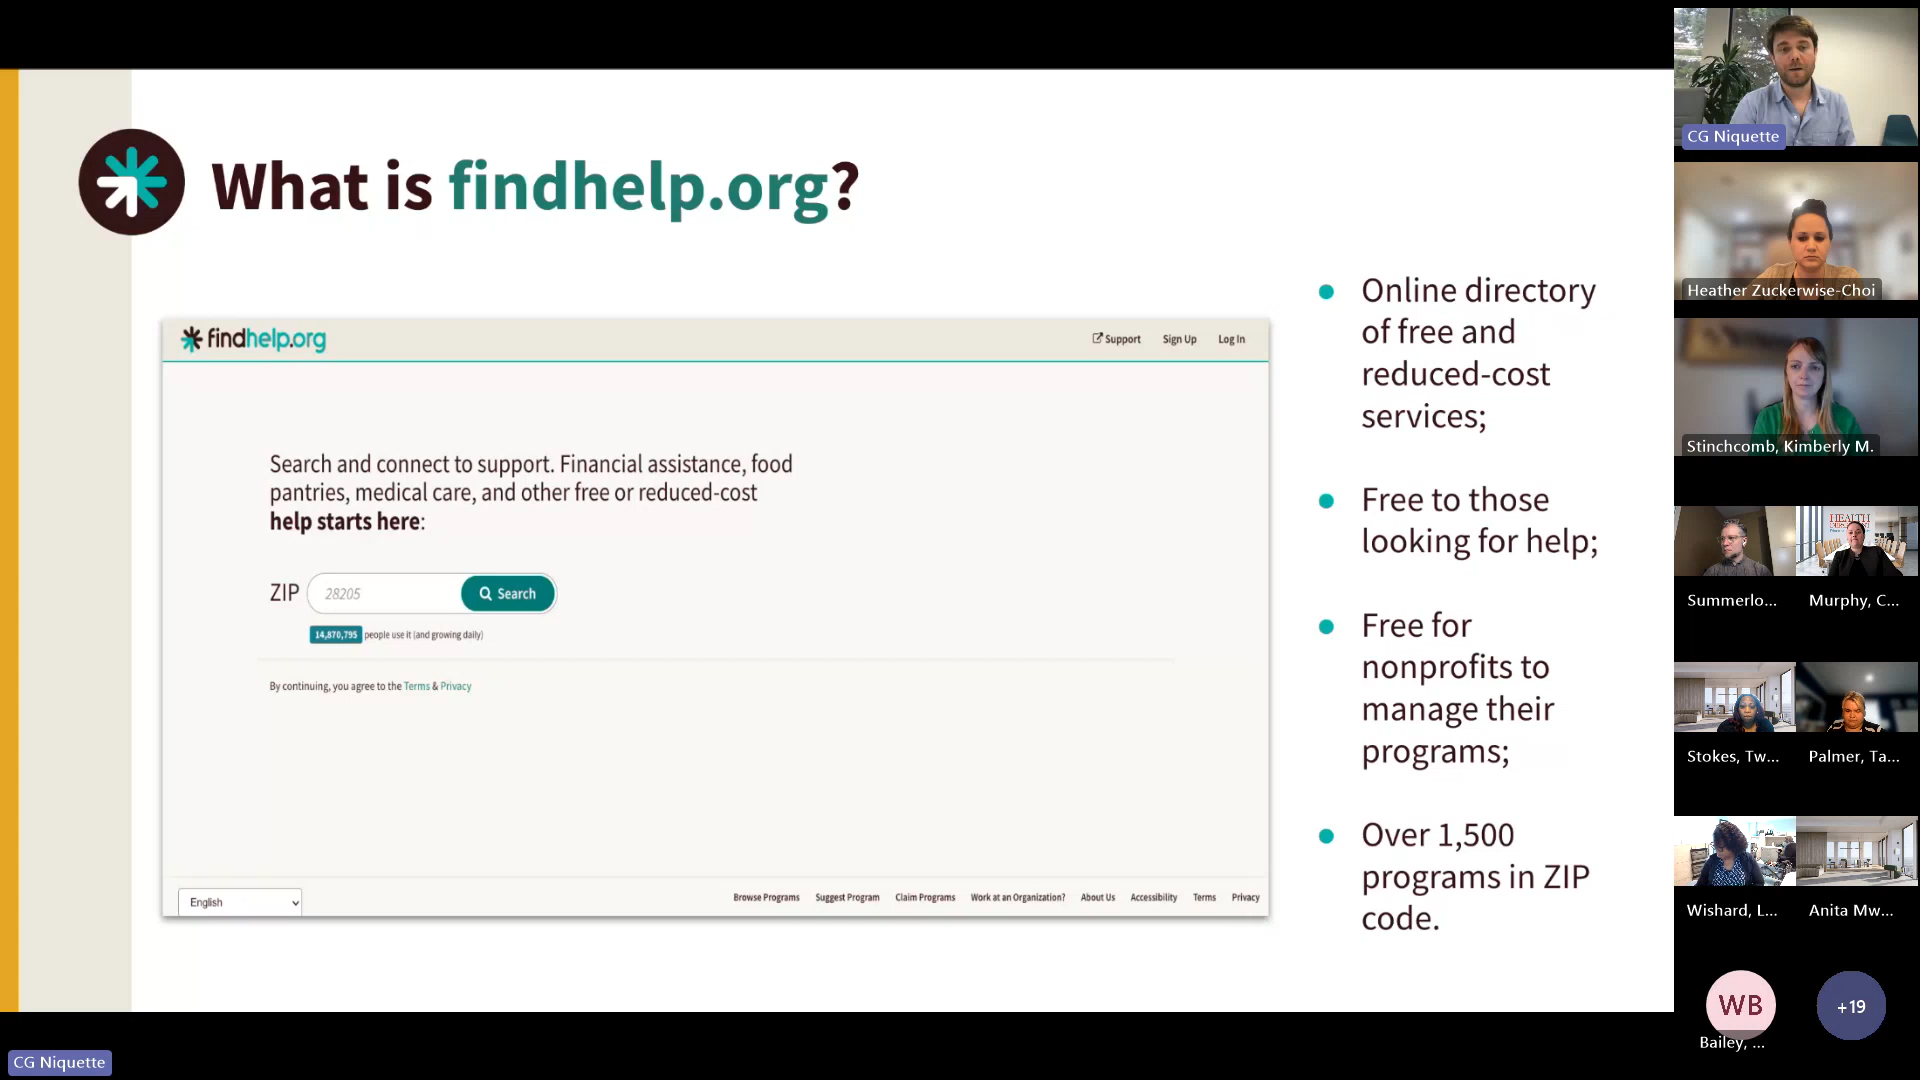 What is findhelp.org?
findhelp.org
Support Sign Up Log In
Search and connect to support. Financial assistance, food
pantries, medical care, and other free or reduced-cost
help starts here:
ZIP 28205 Search
14,870,795 people use it (and growing daily)
By continuing, you agree to the Terms & Privacy
English
Browse Programs Suggest Program Claim Programs Work at an Organization? About Us Accessibility Terms Privacy
• Online directory
of free and
reduced-cost
services;
• Free to those
looking for help;
• Free for
nonprofits to
manage their
programs;
• Over 1,500
programs in ZIP
code.
CG Niquette
CG Niquette
Heather Zuckerwise-Choi
Stinchcomb, Kimberly M.
HEALTH
Summerlo... Murphy, C...
Stokes, Tw... Palmer, Ta...
Wishard, L... Anita Mw...
WB +19
Bailey, ...